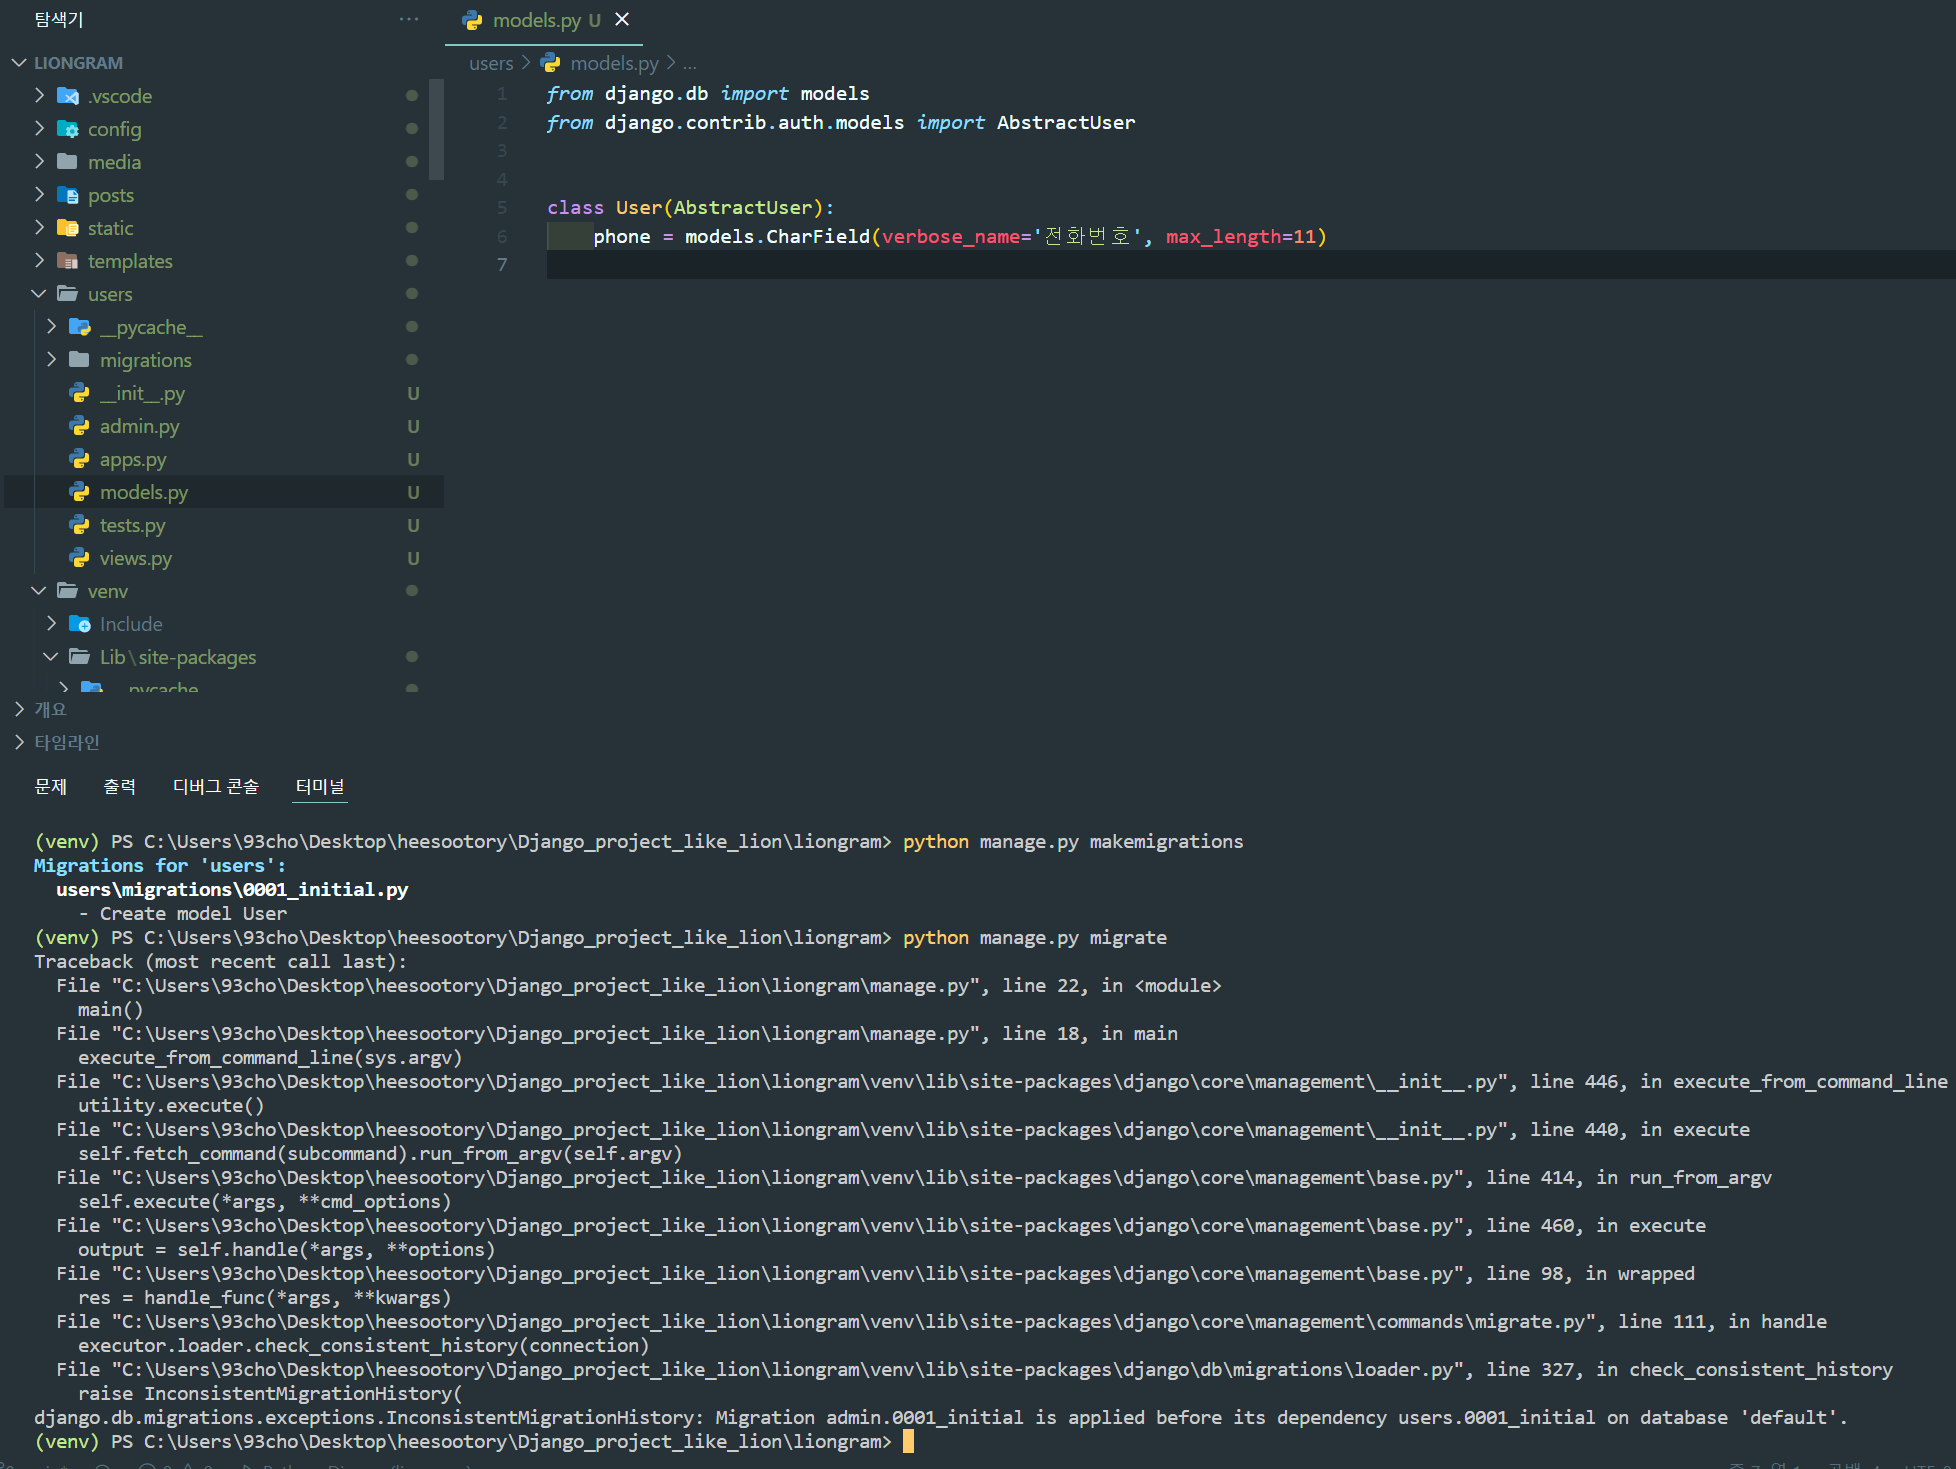 탐색기 ...
LIONGRAM
.vscode
config
media
posts
static
templates
users
__pycache__
migrations
__init__.py U
admin.py U
apps.py U
models.py U
tests.py U
views.py U
venv
Include
Lib\site-packages
개요
타임라인
models.py U
users > models.py > ...
1 from django.db import models
2 from django.contrib.auth.models import AbstractUser
3
4
5 class User(AbstractUser):
6 phone = models.CharField(verbose_name='전화번호', max_length=11)
7
문제 출력 디버그 콘솔 터미널
(venv) PS C:\Users\93cho\Desktop\heesootory\Django_project_like_lion\liongram> python manage.py makemigrations
Migrations for 'users':
users\migrations\0001_initial.py
- Create model User
(venv) PS C:\Users\93cho\Desktop\heesootory\Django_project_like_lion\liongram> python manage.py migrate
Traceback (most recent call last):
File "C:\Users\93cho\Desktop\heesootory\Django_project_like_lion\liongram\manage.py", line 22, in <module>
main()
File "C:\Users\93cho\Desktop\heesootory\Django_project_like_lion\liongram\manage.py", line 18, in main
execute_from_command_line(sys.argv)
File "C:\Users\93cho\Desktop\heesootory\Django_project_like_lion\liongram\venv\lib\site-packages\django\core\management\__init__.py", line 446, in execute_from_command_line
utility.execute()
File "C:\Users\93cho\Desktop\heesootory\Django_project_like_lion\liongram\venv\lib\site-packages\django\core\management\__init__.py", line 440, in execute
self.fetch_command(subcommand).run_from_argv(self.argv)
File "C:\Users\93cho\Desktop\heesootory\Django_project_like_lion\liongram\venv\lib\site-packages\django\core\management\base.py", line 414, in run_from_argv
self.execute(*args, **cmd_options)
File "C:\Users\93cho\Desktop\heesootory\Django_project_like_lion\liongram\venv\lib\site-packages\django\core\management\base.py", line 460, in execute
output = self.handle(*args, **options)
File "C:\Users\93cho\Desktop\heesootory\Django_project_like_lion\liongram\venv\lib\site-packages\django\core\management\base.py", line 98, in wrapped
res = handle_func(*args, **kwargs)
File "C:\Users\93cho\Desktop\heesootory\Django_project_like_lion\liongram\venv\lib\site-packages\django\core\management\commands\migrate.py", line 111, in handle
executor.loader.check_consistent_history(connection)
File "C:\Users\93cho\Desktop\heesootory\Django_project_like_lion\liongram\venv\lib\site-packages\django\db\migrations\loader.py", line 327, in check_consistent_history
raise InconsistentMigrationHistory(
django.db.migrations.exceptions.InconsistentMigrationHistory: Migration admin.0001_initial is applied before its dependency users.0001_initial on database 'default'.
(venv) PS C:\Users\93cho\Desktop\heesootory\Django_project_like_lion\liongram>